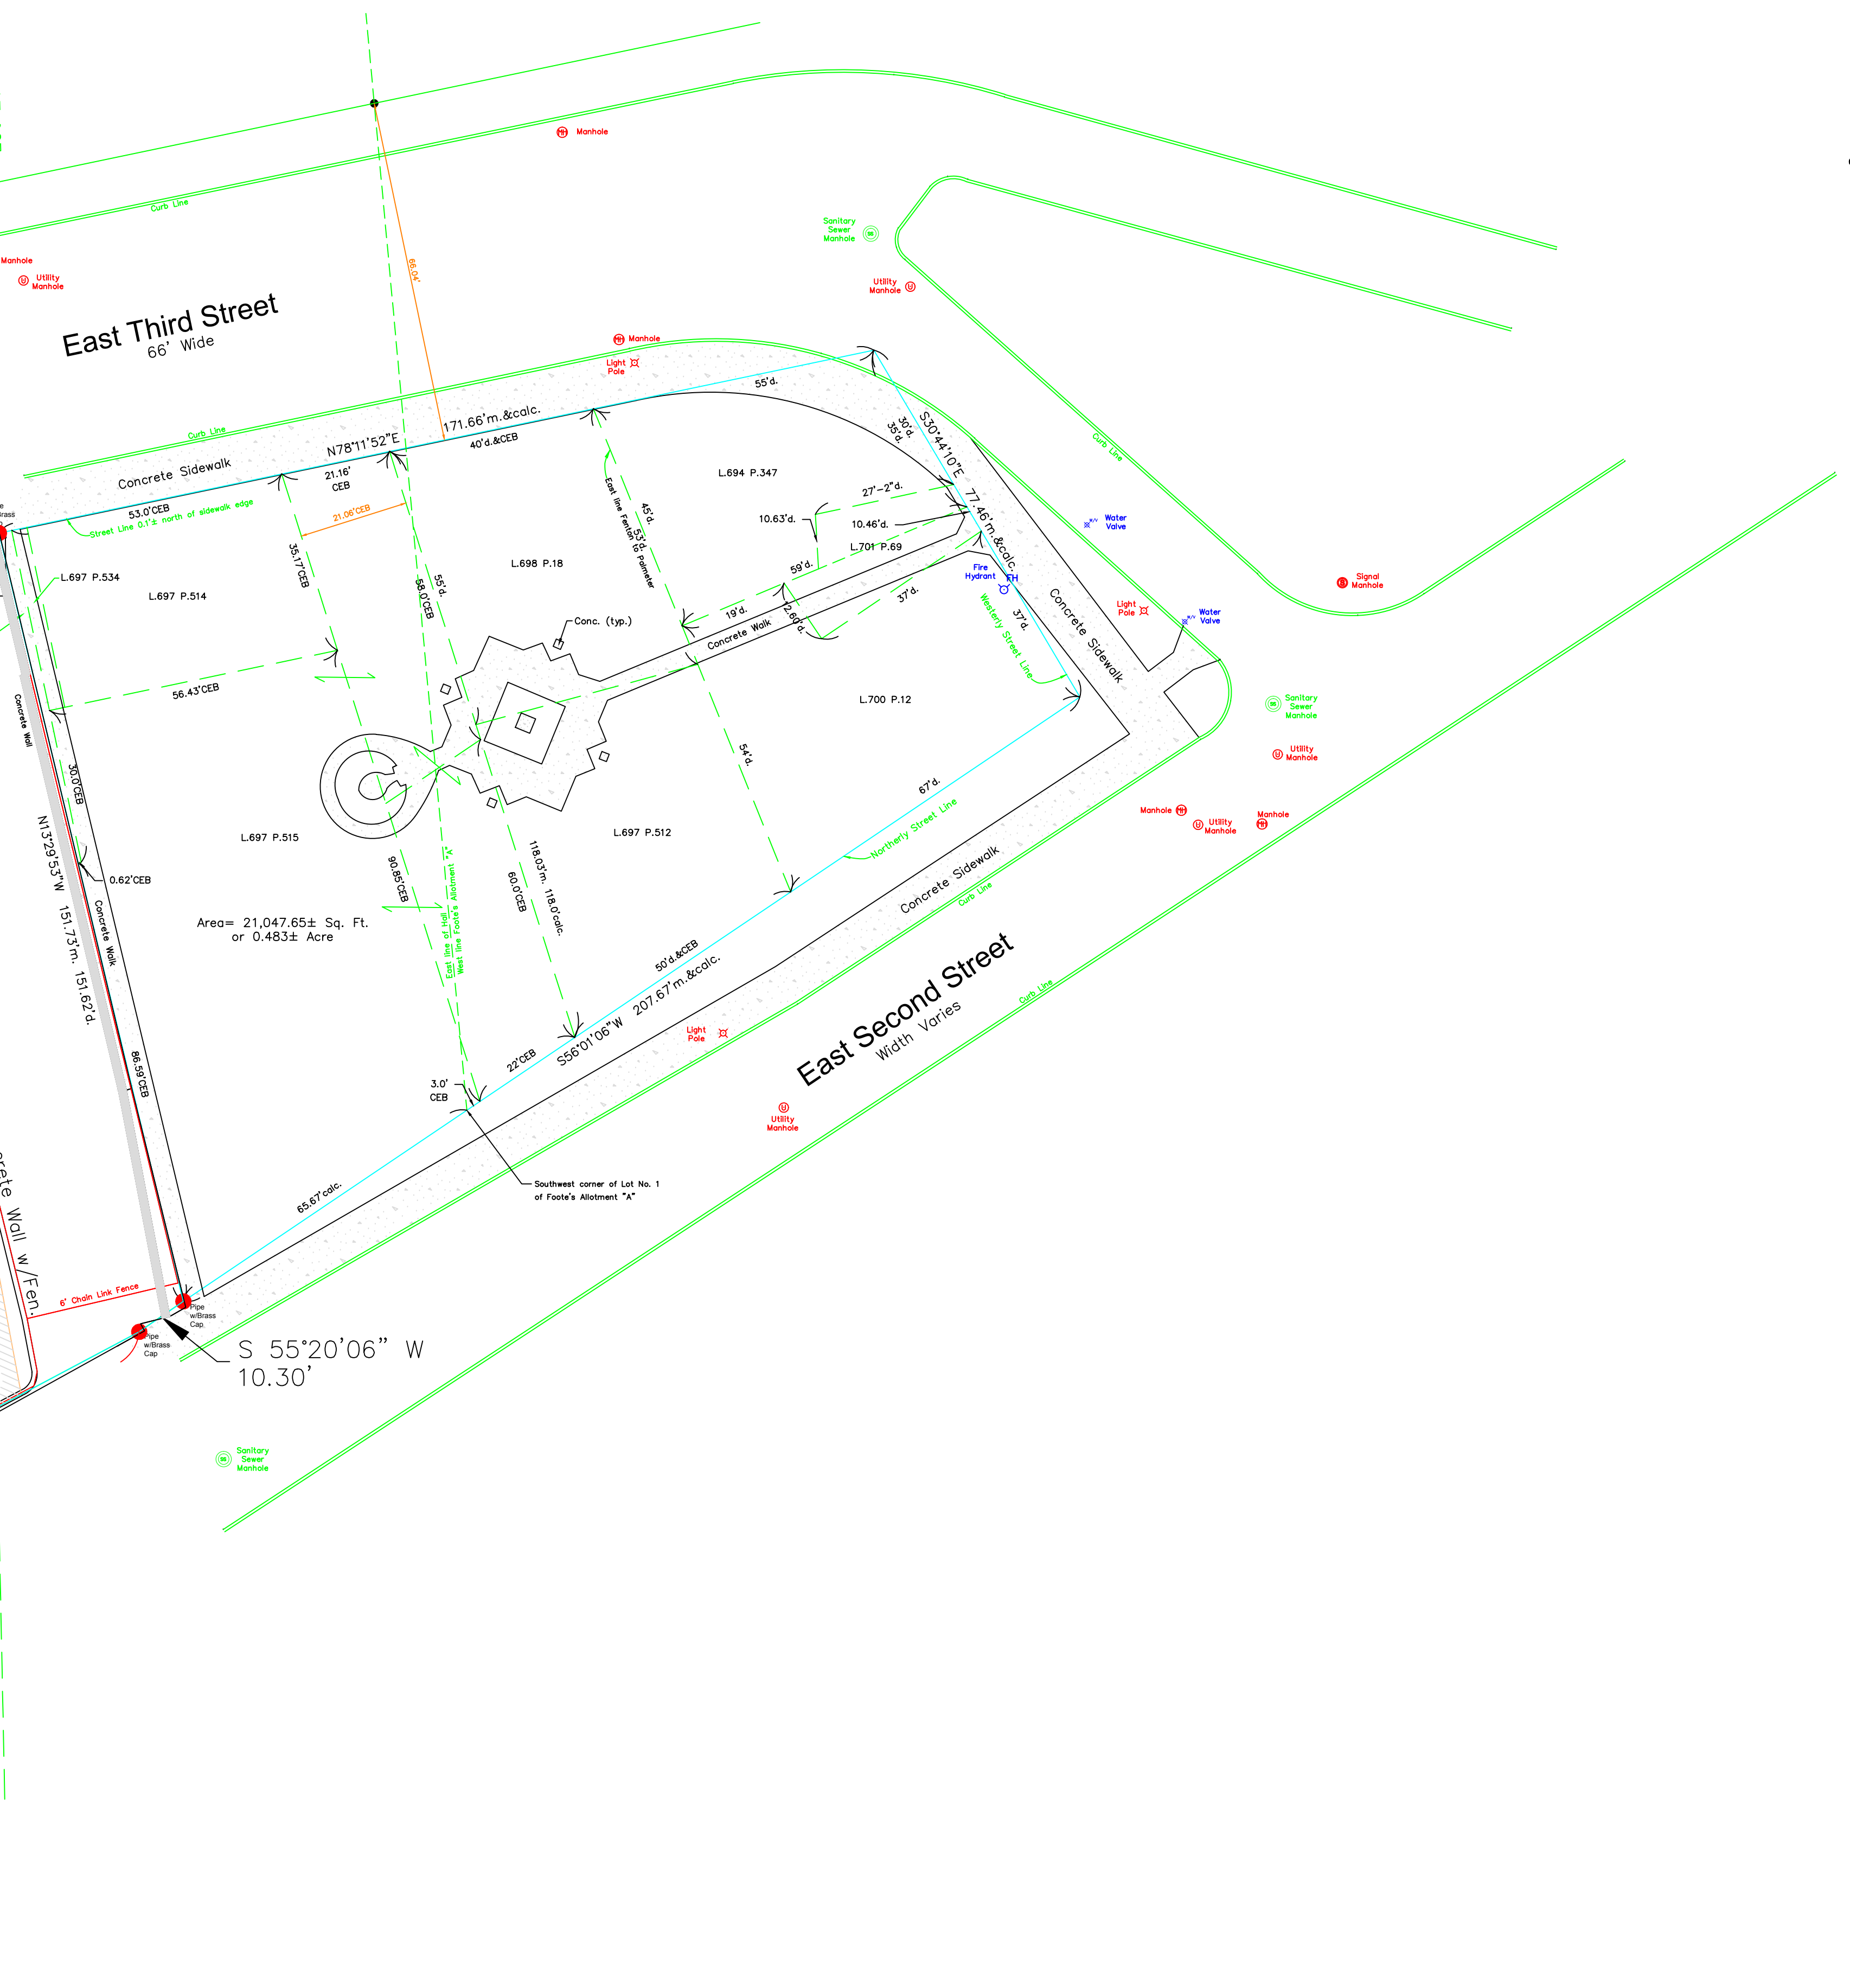 Manhole
Curb Line
Sanitary
Sewer
Manhole
Manhole
Utility
Manhole
66.04'
Utility
Manhole
East Third Street
66' Wide
Manhole
Light
Pole
55'd.
Curb Line
171.66'm.&calc.
N78°11'52"E
40'd.&CEB
Concrete Sidewalk
21.16'
CEB
53.0'CEB
Street Line 0.1'± north of sidewalk edge
21.06'CEB
S30°44'10"E 77.46'm.&calc.
30'd.
35'd.
Curb Line
L.694 P.347
27'-2"d.
10.63'd.
10.46'd.
L.701 P.69
45'd.
53'd.
East line Fenton to Palmeter
59'd.
Water
Valve
W/V
35.17'CEB
55'd.
58.0'CEB
L.698 P.18
L.697 P.534
L.697 P.514
Fire
Hydrant
FH
Signal
Manhole
37'd.
37'd.
19'd.
12.60'd.
Concrete Walk
Conc. (typ.)
Light
Pole
Water
Valve
W/V
Westerly Street Line
Concrete Sidewalk
56.43'CEB
L.700 P.12
Sanitary
Sewer
Manhole
Utility
Manhole
Concrete Wall
30.0'CEB
54'd.
67'd.
Northerly Street Line
Manhole
Utility
Manhole
Manhole
L.697 P.515
L.697 P.512
N13°29'53"W 151.73'm. 151.62'd.
0.62'CEB
Concrete Walk
90.85'CEB
118.03'm. 118.0'calc.
60.0'CEB
East line of Hall
West line Foote's Allotment "A"
Area= 21,047.65± Sq. Ft.
or 0.483± Acre
Concrete Sidewalk
Curb Line
50'd.&CEB
207.67'm.&calc.
S56°01'06"W
22'CEB
East Second Street
Width Varies
Curb Line
Light
Pole
86.59'CEB
3.0'
CEB
Utility
Manhole
Southwest corner of Lot No. 1
of Foote's Allotment "A"
65.67'calc.
crete Wall w/Fen.
6' Chain Link Fence
Pipe
w/Brass
Cap
Pipe
w/Brass
Cap
S 55°20'06" W
10.30'
Sanitary
Sewer
Manhole